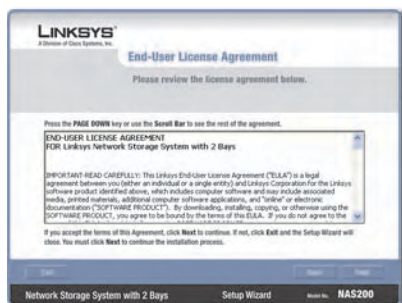 LINKSYS®
A Division of Cisco Systems, Inc.
End-User License Agreement
Please review the license agreement below.
Press the PAGE DOWN key or use the Scroll Bar to see the rest of the agreement.
END-USER LICENSE AGREEMENT
FOR Linksys Network Storage System with 2 Bays
IMPORTANT-READ CAREFULLY: This Linksys End-User License Agreement ("EULA") is a legal
agreement between you (either an individual or a single entity) and Linksys Corporation for the Linksys
software product identified above, which includes computer software and may include associated
media, printed materials, additional computer software applications, and "online" or electronic
documentation ("SOFTWARE PRODUCT"). By downloading, installing, copying, or otherwise using the
SOFTWARE PRODUCT, you agree to be bound by the terms of this EULA. If you do not agree to the
If you accept the terms of this Agreement, click Next to continue. If not, click Exit and the Setup Wizard will
close. You must click Next to continue the installation process.
Exit
Back
Next
Network Storage System with 2 Bays
Setup Wizard
Model No.
NAS200